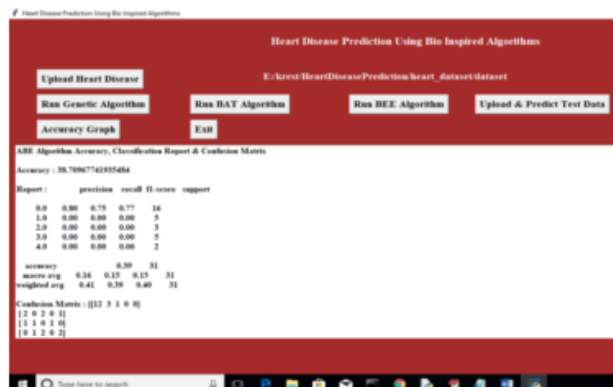 Heart Disease Prediction Using Bio Inspired Algorithms
Heart Disease Prediction Using Bio Inspired Algorithms
Upload Heart Disease
E:/krest/HeartDiseasePrediction/heart_dataset/dataset
Run Genetic Algorithm Run BAT Algorithm Run BEE Algorithm Upload & Predict Test Data
Accuracy Graph Exit
ABE Algorithm Accuracy, Classification Report & Confusion Matrix
Accuracy : 38.70967741935484
Report : precision recall f1-score support
0.0 0.80 0.75 0.77 16
1.0 0.00 0.00 0.00 5
2.0 0.00 0.00 0.00 3
3.0 0.00 0.00 0.00 5
4.0 0.00 0.00 0.00 2
accuracy 0.39 31
macro avg 0.16 0.15 0.15 31
weighted avg 0.41 0.39 0.40 31
Confusion Matrix : [[12 3 1 0 0]
[ 2 0 2 0 1]
[ 1 1 0 1 0]
[ 0 1 2 0 2]
Type here to search